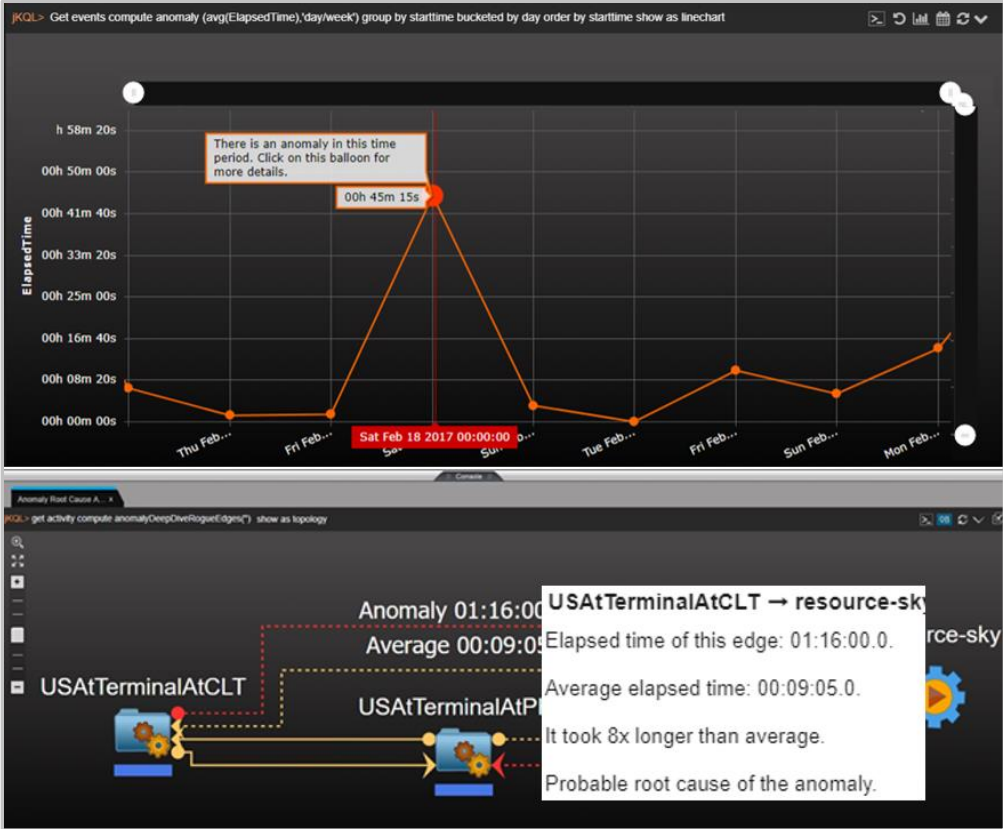 jKQL> Get events compute anomaly (avg(ElapsedTime),'day/week') group by starttime bucketed by day order by starttime show as linechart
h 58m 20s
There is an anomaly in this time
period. Click on this balloon for
more details.
00h 50m 00s
00h 45m 15s
00h 41m 40s
ElapsedTime
00h 33m 20s
00h 25m 00s
00h 16m 40s
00h 08m 20s
00h 00m 00s
Thu Feb...
Fri Feb...
Sat Feb 18 2017 00:00:00
Tue Feb...
Fri Feb...
Sun Feb...
Mon Feb...
Console
Anomaly Root Cause A... x
jKQL> get activity compute anomalyDeepDiveRogueEdges(*) show as topology
Anomaly 01:16:00
Average 00:09:05
USAtTerminalAtCLT
USAtTerminalAtP
USAtTerminalAtCLT → resource-sky
Elapsed time of this edge: 01:16:00.0.
Average elapsed time: 00:09:05.0.
It took 8x longer than average.
Probable root cause of the anomaly.
rce-sky